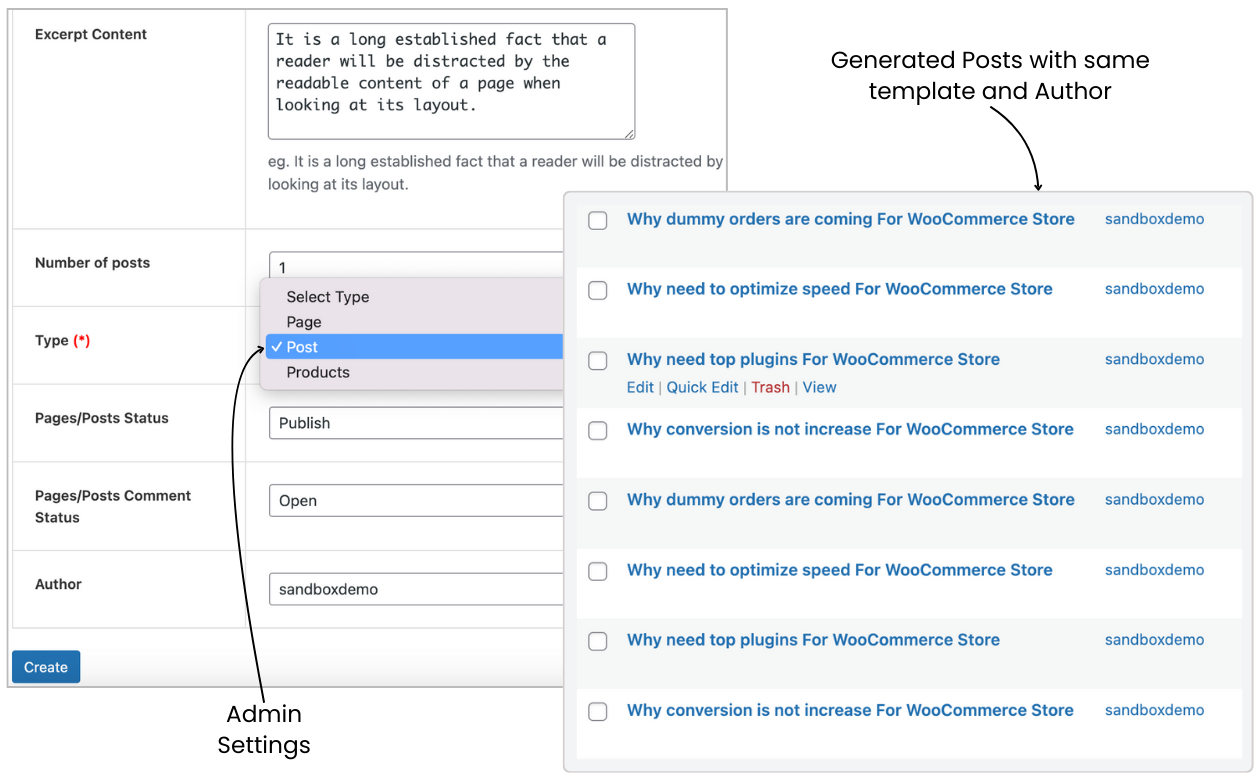 Excerpt Content
It is a long established fact that a
reader will be distracted by the
readable content of a page when
looking at its layout.
eg. It is a long established fact that a reader will be distracted by
looking at its layout.
Number of posts
1
Type (*)
Select Type
Page
✓ Post
Products
Pages/Posts Status
Publish
Pages/Posts Comment
Status
Open
Author
sandboxdemo
Create
Admin
Settings
Generated Posts with same
template and Author
Why dummy orders are coming For WooCommerce Store sandboxdemo
Why need to optimize speed For WooCommerce Store sandboxdemo
Why need top plugins For WooCommerce Store sandboxdemo
Edit | Quick Edit | Trash | View
Why conversion is not increase For WooCommerce Store sandboxdemo
Why dummy orders are coming For WooCommerce Store sandboxdemo
Why need to optimize speed For WooCommerce Store sandboxdemo
Why need top plugins For WooCommerce Store sandboxdemo
Why conversion is not increase For WooCommerce Store sandboxdemo